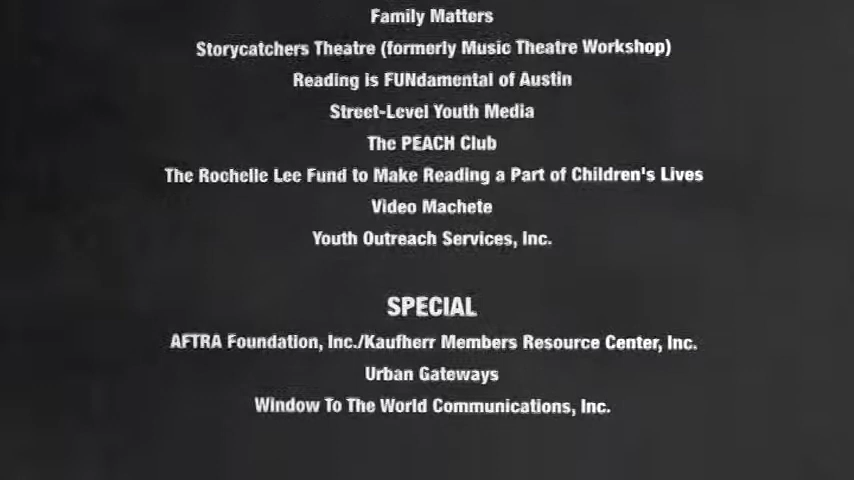 Family Matters
Storycatchers Theatre (formerly Music Theatre Workshop)
Reading is FUNdamental of Austin
Street-Level Youth Media
The PEACH Club
The Rochelle Lee Fund to Make Reading a Part of Children's Lives
Video Machete
Youth Outreach Services, Inc.
SPECIAL
AFTRA Foundation, Inc./Kaufherr Members Resource Center, Inc.
Urban Gateways
Window To The World Communications, Inc.